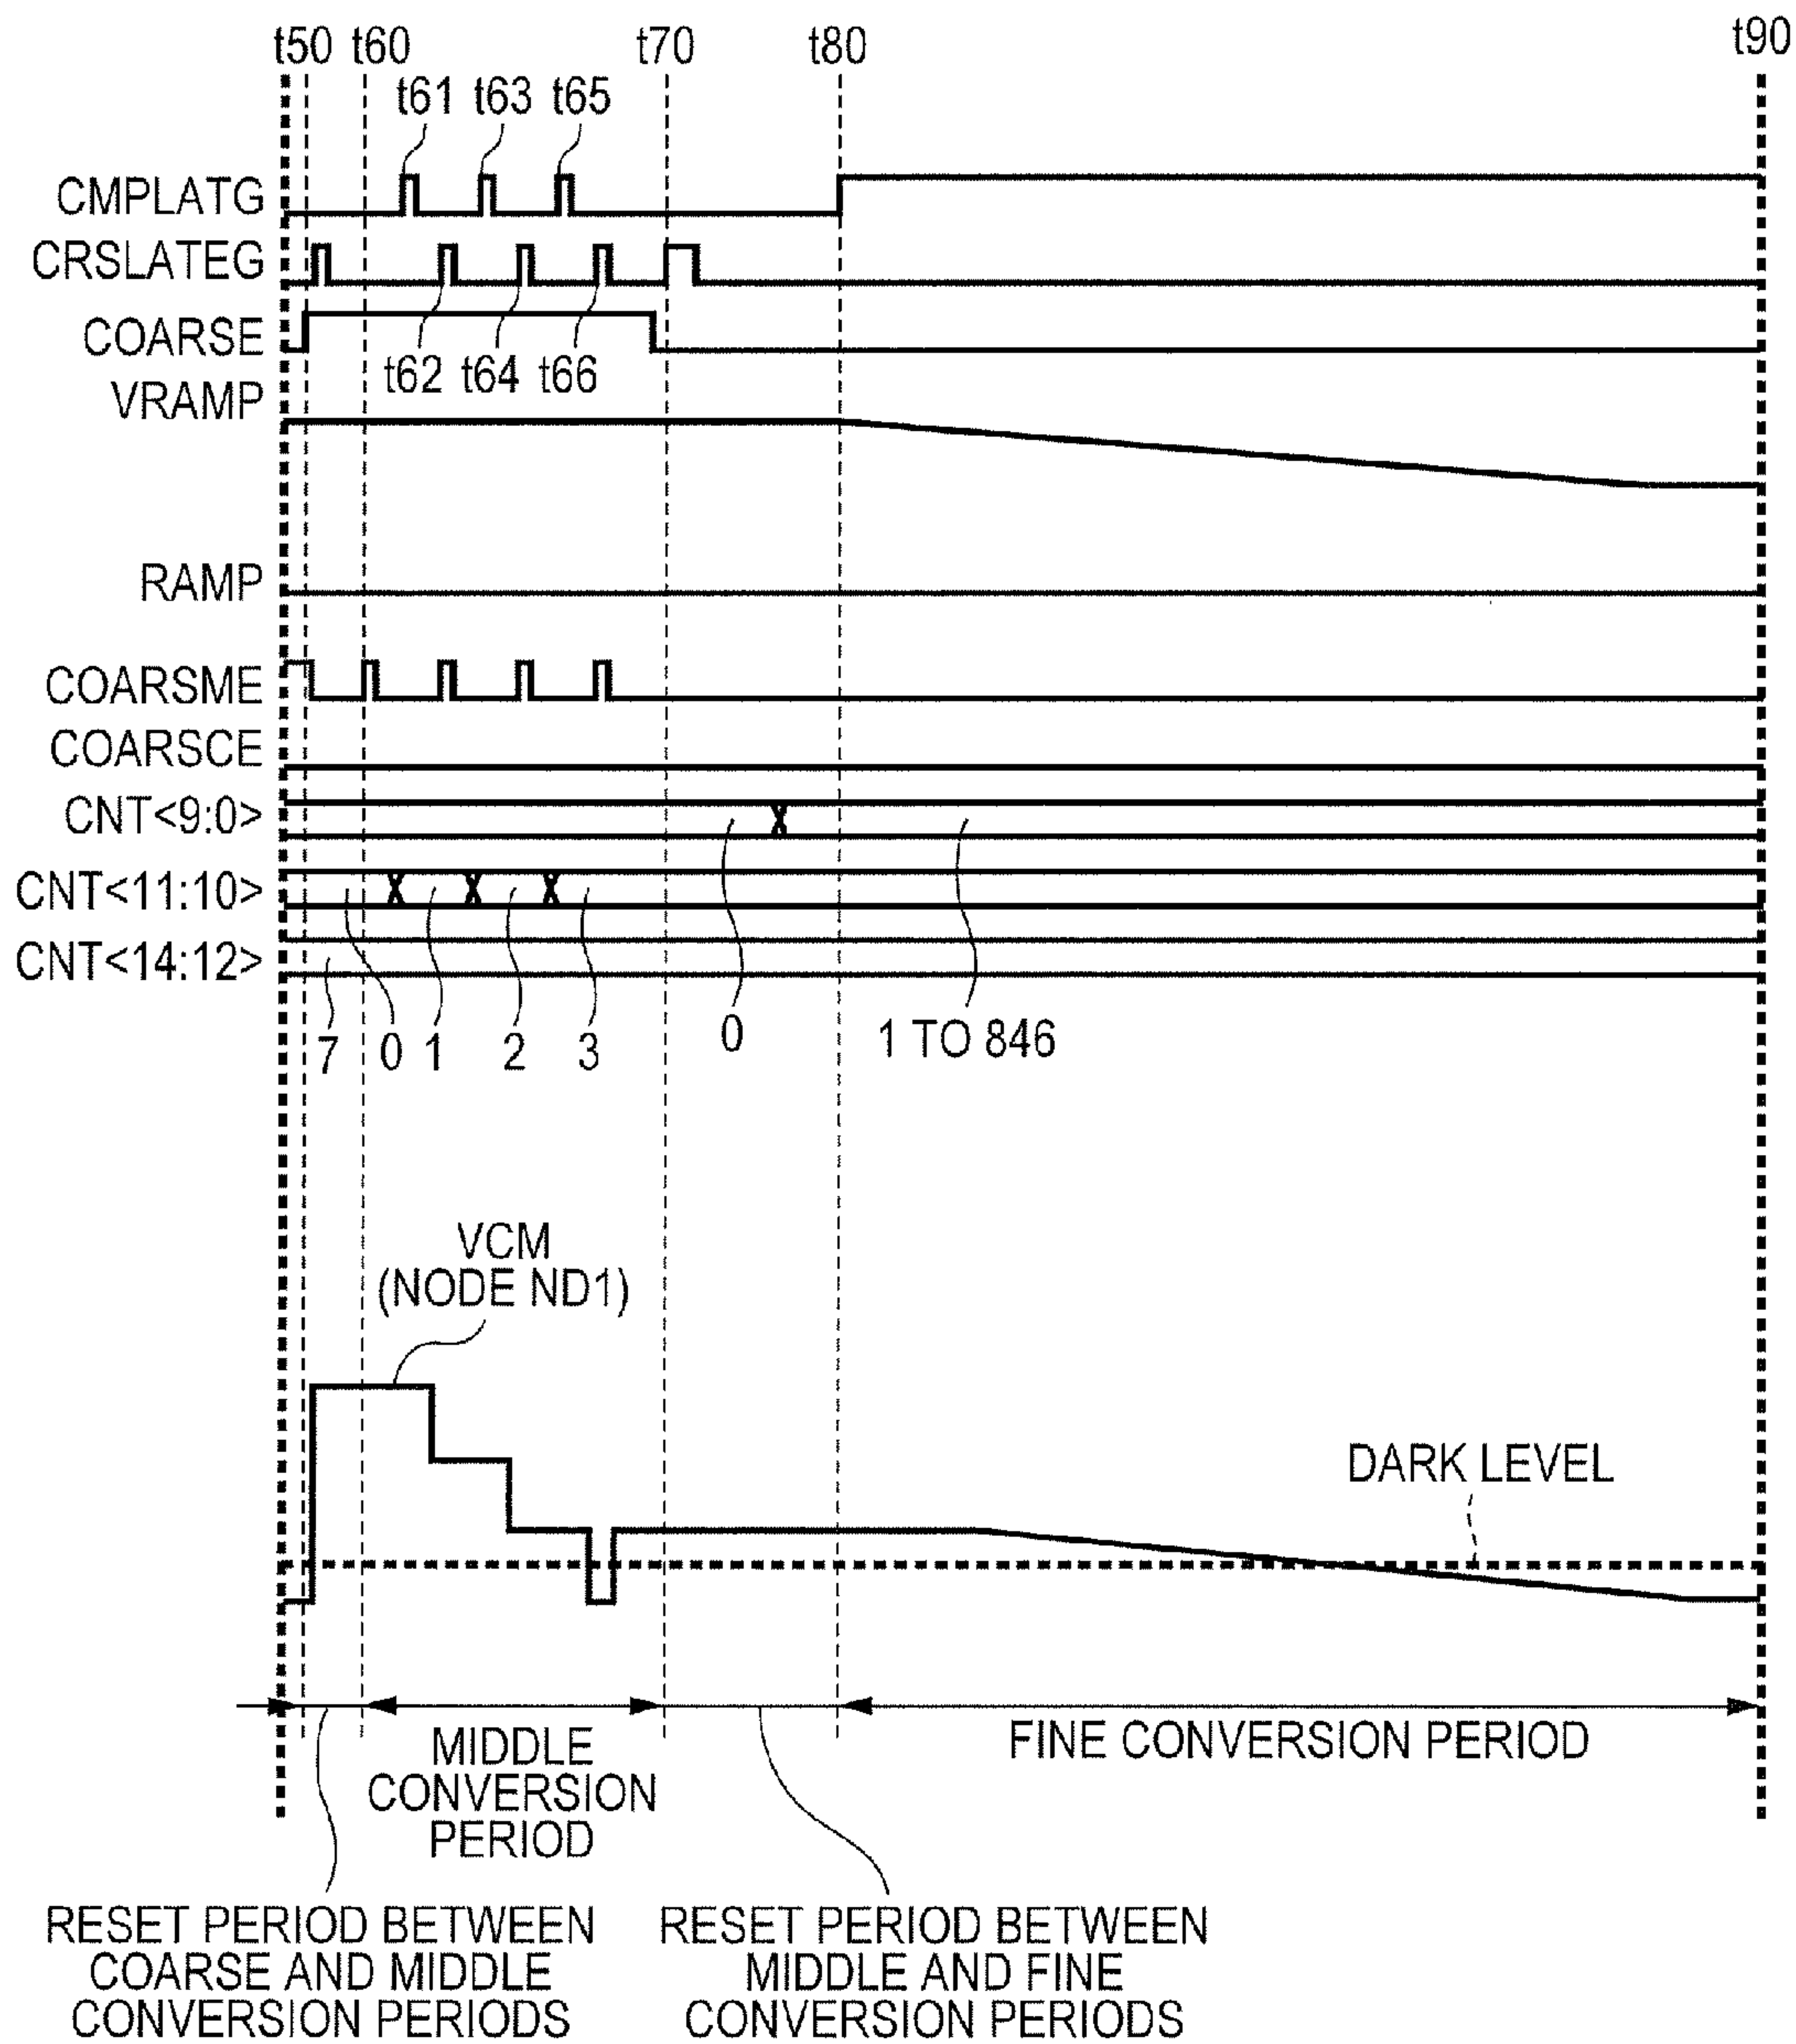 t50 t60 t70 t80 t90
t61 t63 t65
CMPLATG
CRSLATEG
COARSE
t62 t64 t66
VRAMP
RAMP
COARSME
COARSCE
CNT<9:0>
CNT<11:10>
CNT<14:12>
7 0 1 2 3 0 1 TO 846
VCM
(NODE ND1)
DARK LEVEL
MIDDLE
CONVERSION
PERIOD
FINE CONVERSION PERIOD
RESET PERIOD BETWEEN
COARSE AND MIDDLE
CONVERSION PERIODS
RESET PERIOD BETWEEN
MIDDLE AND FINE
CONVERSION PERIODS